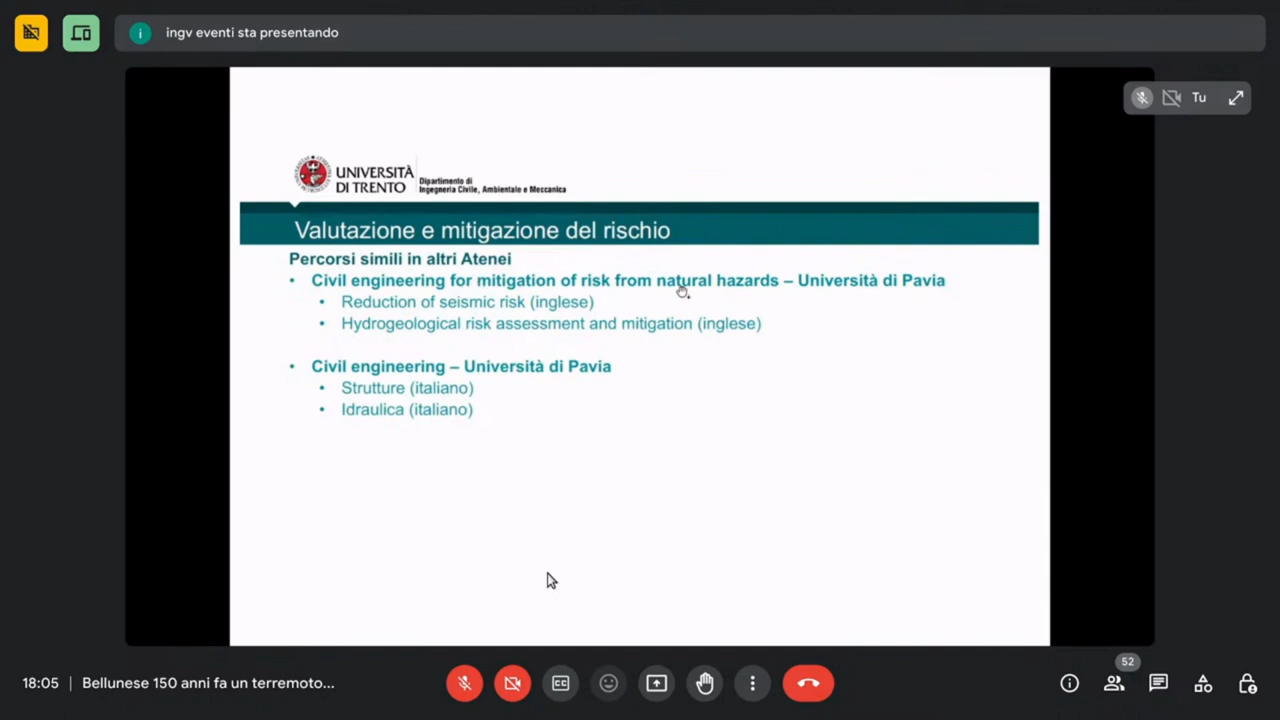 ingv eventi sta presentando
Tu
UNIVERSITÀ
DI TRENTO
Dipartimento di
Ingegneria Civile, Ambientale e Meccanica
Valutazione e mitigazione del rischio
Percorsi simili in altri Atenei
• Civil engineering for mitigation of risk from natural hazards – Università di Pavia
• Reduction of seismic risk (inglese)
• Hydrogeological risk assessment and mitigation (inglese)
• Civil engineering – Università di Pavia
• Strutture (italiano)
• Idraulica (italiano)
52
18:05 | Bellunese 150 anni fa un terremoto...